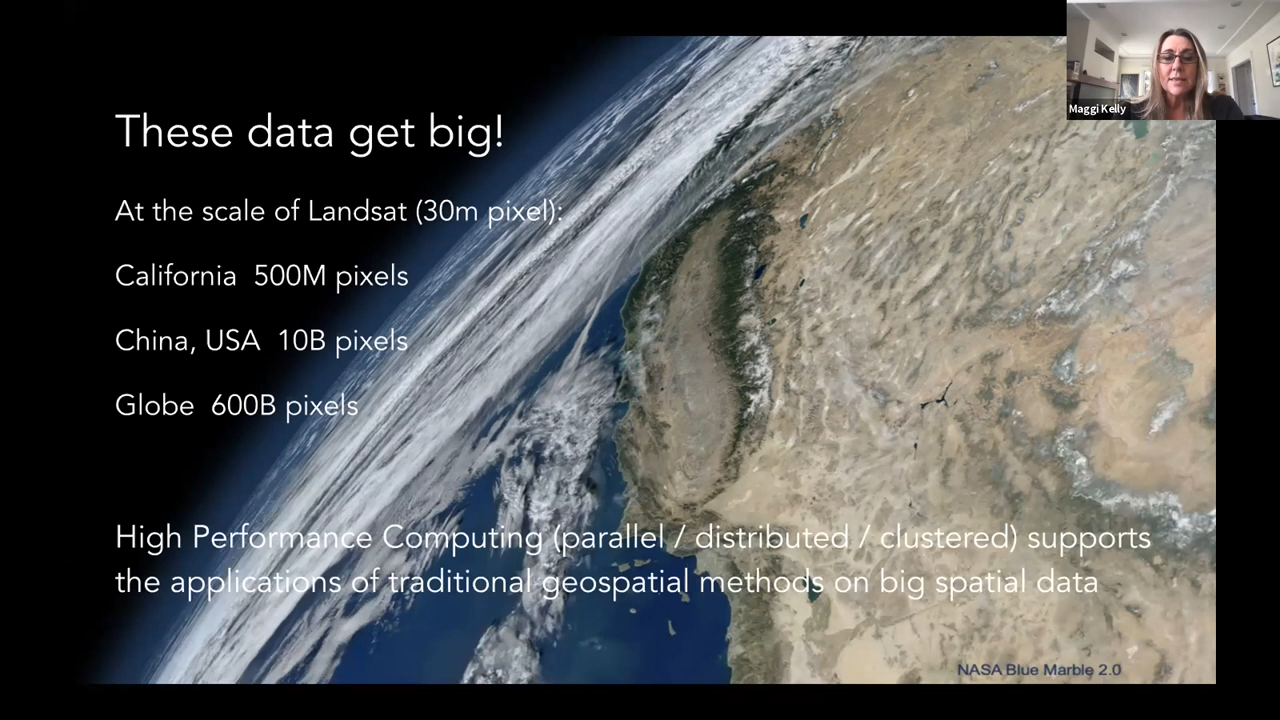 Maggi Kelly
These data get big!
At the scale of Landsat (30m pixel):
California 500M pixels
China, USA 10B pixels
Globe 600B pixels
High Performance Computing (parallel / distributed / clustered) supports
the applications of traditional geospatial methods on big spatial data
NASA Blue Marble 2.0